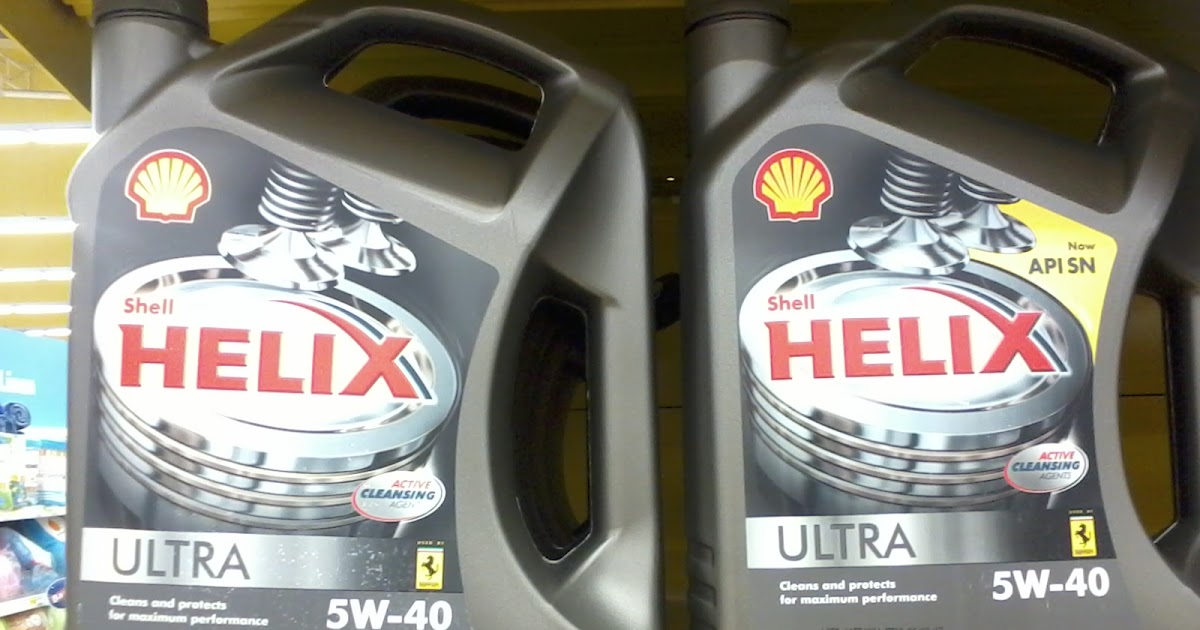 Shell
HELIX
ACTIVE
CLEANSING
ULTRA
Cleans and protects
for maximum performance
5W-40
Now
API SN
Shell
HELIX
ACTIVE
CLEANSING
AGENTS
ULTRA
Cleans and protects
for maximum performance
5W-40